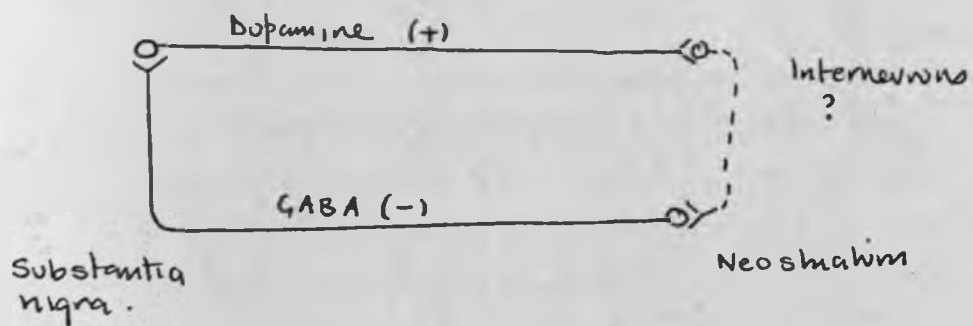 Dopamine (+)
Interneurons
?
GABA (-)
Substantia
nigra.
Neostriatum